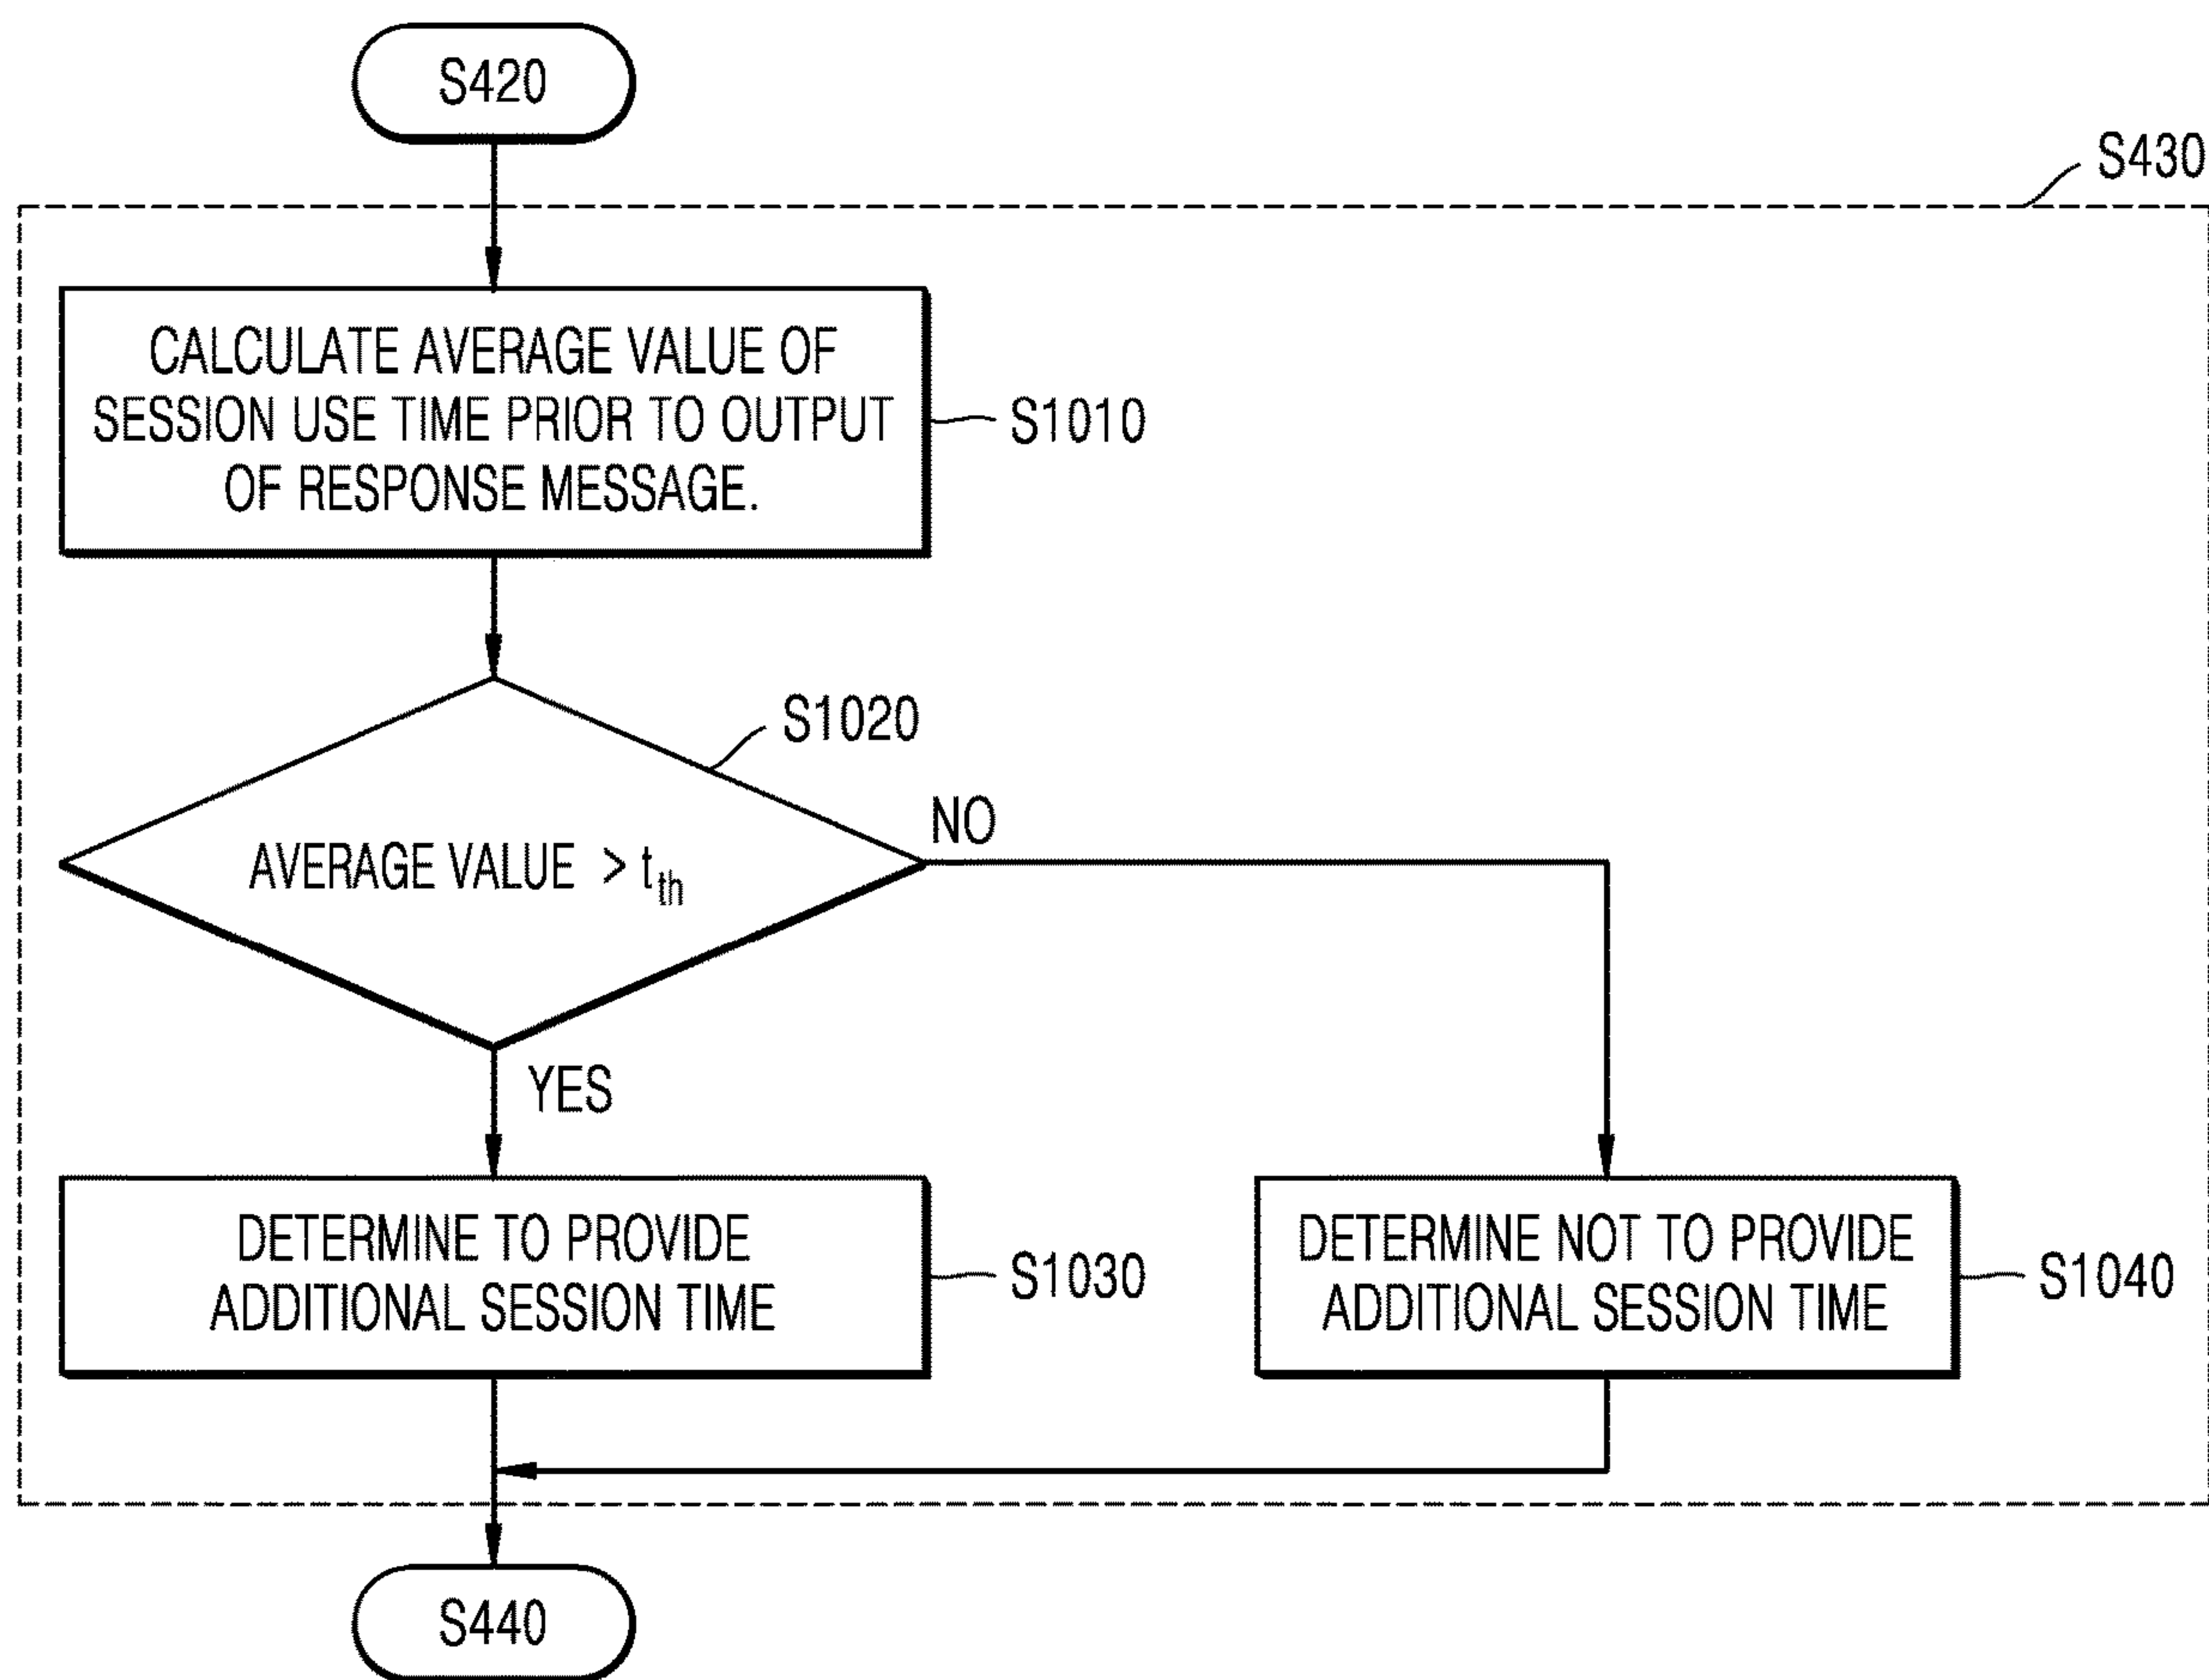 S420
S430
CALCULATE AVERAGE VALUE OF
SESSION USE TIME PRIOR TO OUTPUT
OF RESPONSE MESSAGE.
S1010
S1020
AVERAGE VALUE > tth
NO
YES
DETERMINE TO PROVIDE
ADDITIONAL SESSION TIME
S1030
DETERMINE NOT TO PROVIDE
ADDITIONAL SESSION TIME
S1040
S440